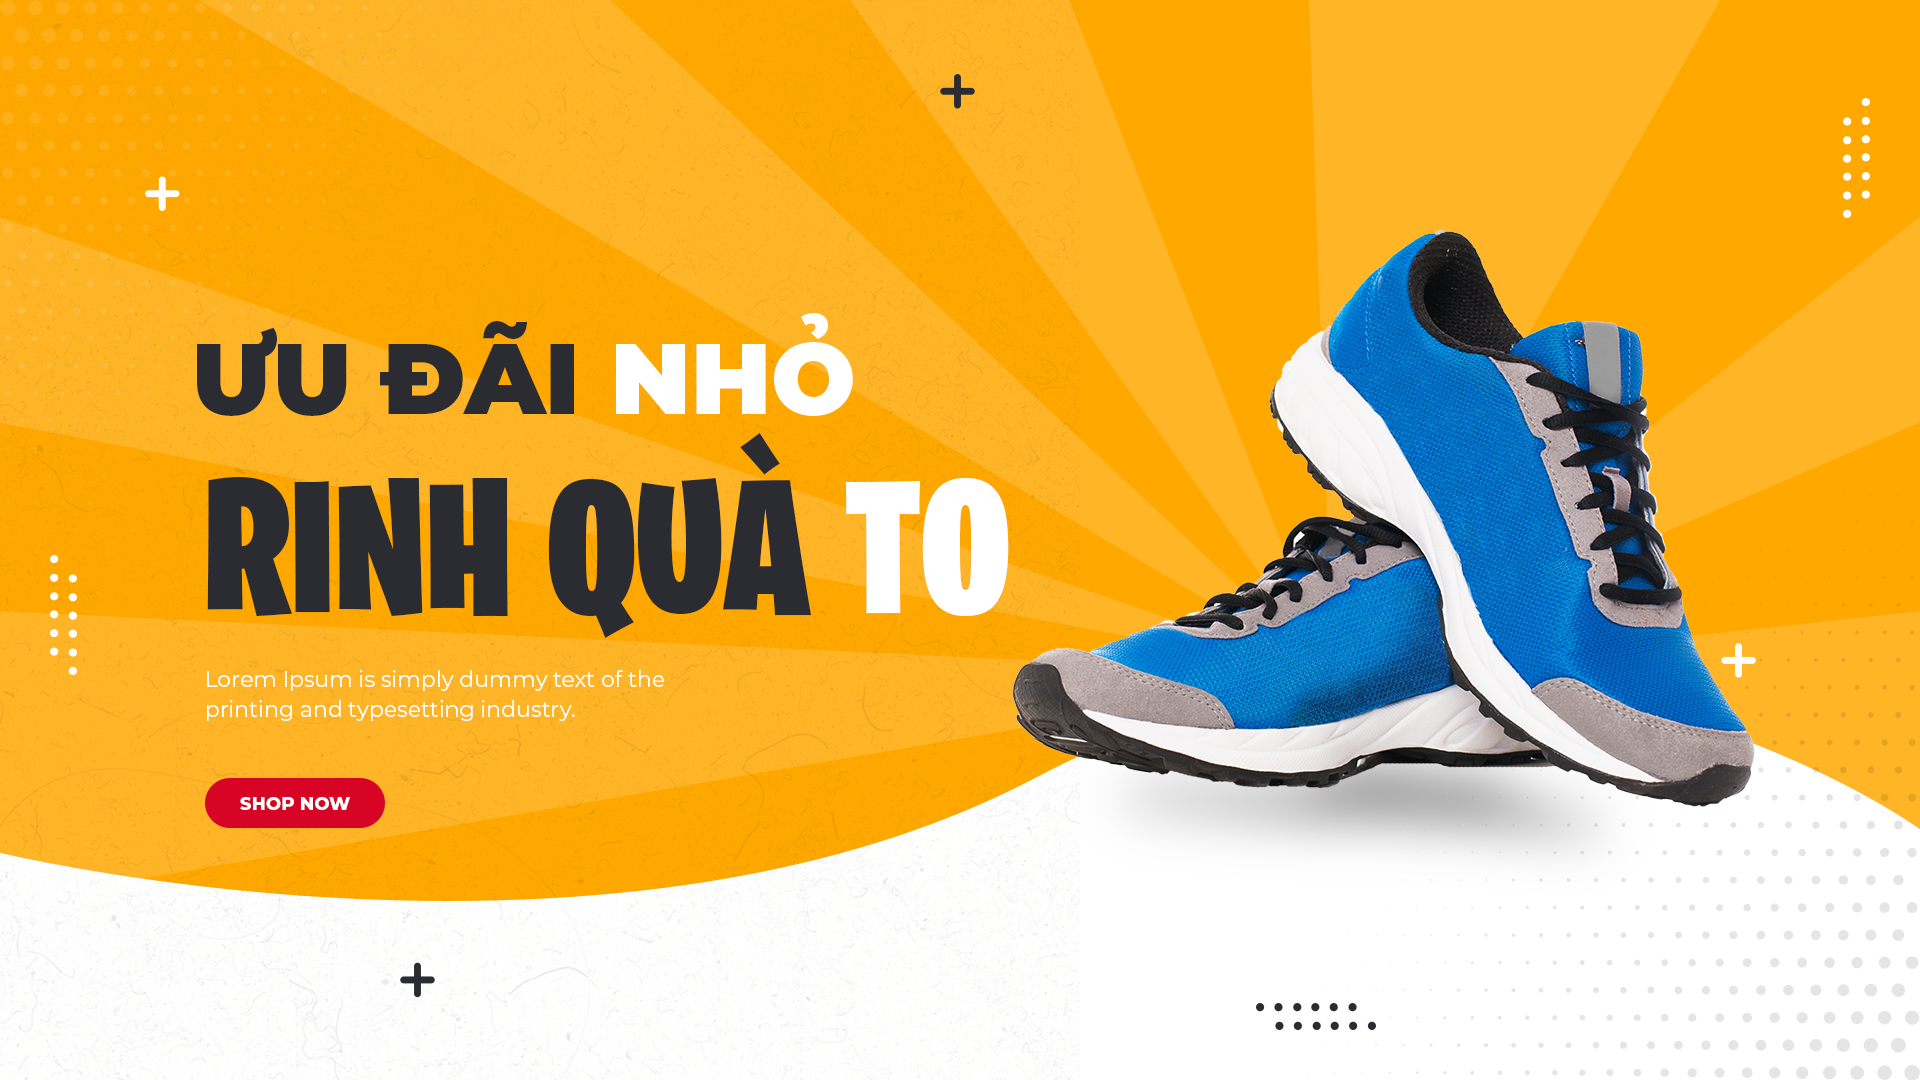 ƯU ĐÃI NHỎ
RINH QUÀ TO
Lorem Ipsum is simply dummy text of the
printing and typesetting industry.
SHOP NOW